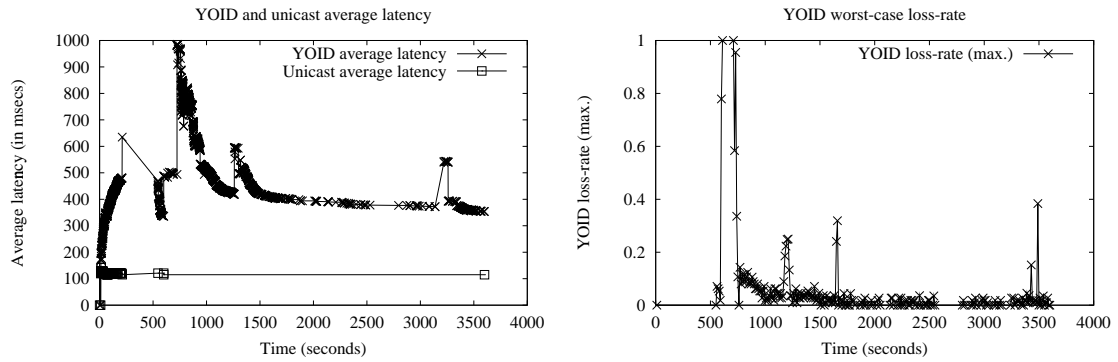 YOID and unicast average latency
1000
900
800
700
600
500
400
300
200
100
0
0 500 1000 1500 2000 2500 3000 3500 4000
Average latency (in msecs)
Time (seconds)
YOID average latency
Unicast average latency
YOID worst-case loss-rate
1
0.8
0.6
0.4
0.2
0
0 500 1000 1500 2000 2500 3000 3500 4000
YOID loss-rate (max.)
Time (seconds)
YOID loss-rate (max.)